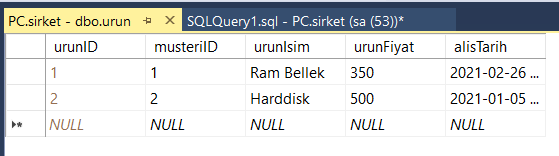 PC.sirket - dbo.urun SQLQuery1.sql - PC.sirket (sa (53))*
urunID musteriID urunIsim urunFiyat alisTarih
1 1 Ram Bellek 350 2021-02-26 ...
2 2 Harddisk 500 2021-01-05 ...
NULL NULL NULL NULL NULL